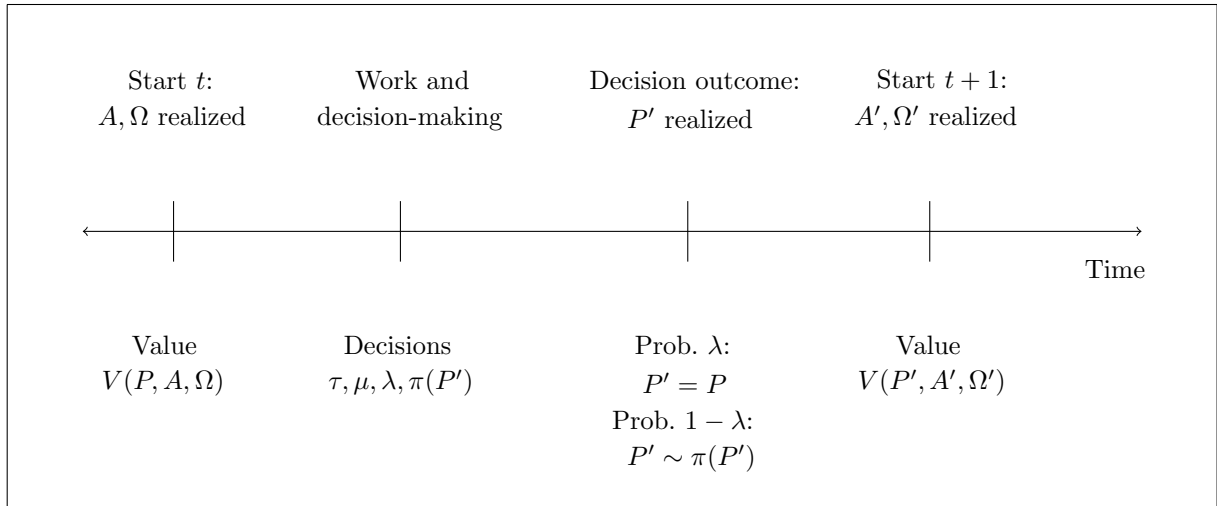 Start t:
A, Ω realized
Work and
decision-making
Decision outcome:
P′ realized
Start t + 1:
A′, Ω′ realized
Time
Value
V(P, A, Ω)
Decisions
τ, μ, λ, π(P′)
Prob. λ:
P′ = P
Prob. 1 − λ:
P′ ∼ π(P′)
Value
V(P′, A′, Ω′)